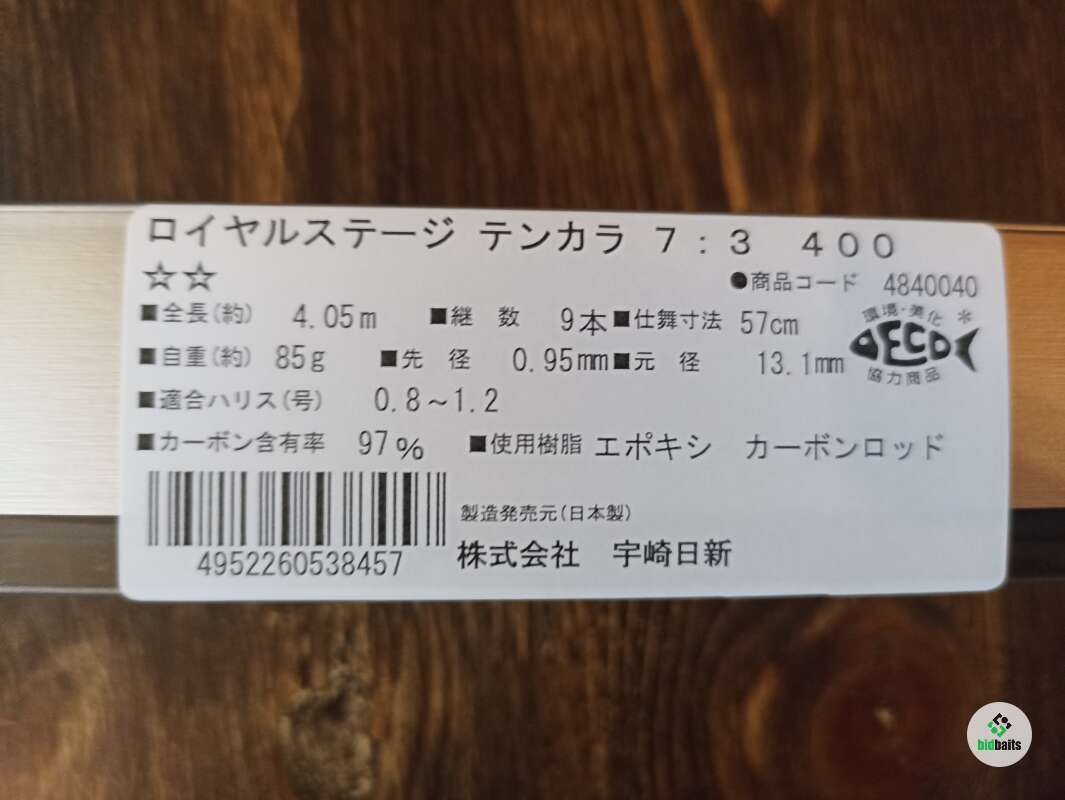 ロイヤルステージ テンカラ 7:3 400
☆☆
●商品コード 4840040
■全長(約) 4.05m ■継 数 9本 ■仕舞寸法 57cm
■自重(約) 85g ■先 径 0.95mm ■元 径 13.1mm
環境・美化 *
DECO
協力商品
■適合ハリス(号) 0.8~1.2
■カーボン含有率 97% ■使用樹脂 エポキシ カーボンロッド
製造発売元(日本製)
株式会社 宇崎日新
4952260538457
bidbaits